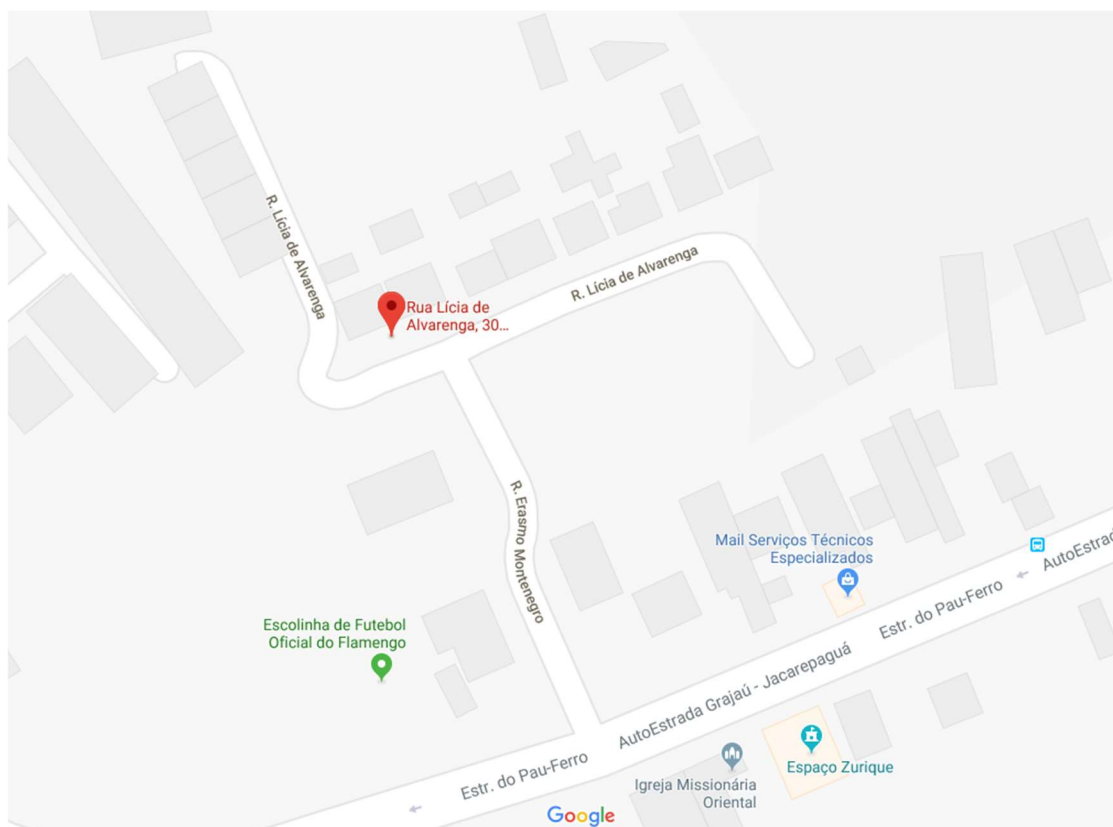 R. Lícia de Alvarenga
R. Lícia de Alvarenga
Rua Lícia de
Alvarenga, 30...
R. Erasmo Montenegro
Mail Serviços Técnicos
Especializados
AutoEstrada
Estr. do Pau-Ferro
Escolinha de Futebol
Oficial do Flamengo
AutoEstrada Grajaú - Jacarepaguá
Estr. do Pau-Ferro
Espaço Zurique
Igreja Missionária
Oriental
Google